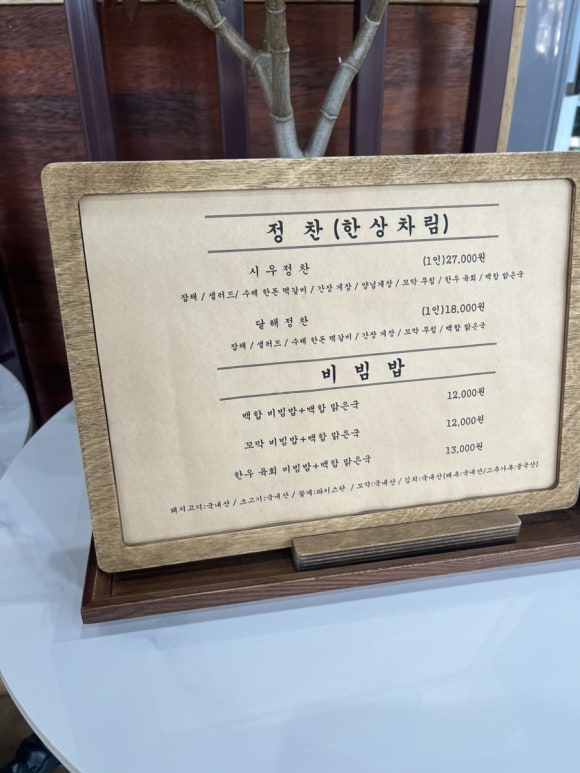 정 찬 (한 상 차 림)
시 우 정 찬 (1인)27,000원
잡채 / 샐러드/ 수제 한돈 떡갈비 / 간장 게장 / 양념게장 / 꼬막 무침 / 한우 육회 / 백합 맑은국
달 해 정 찬 (1인)18,000원
잡채 / 샐러드 / 수제 한돈 떡갈비 / 간장 게장 / 꼬막 무침 / 백합 맑은국
비 빔 밥
백합 비빔밥+백합 맑은국 12,000원
꼬막 비빔밥+백합 맑은국 12,000원
한우 육회 비빔밥+백합 맑은국 13,000원
돼지고기:국내산 / 소고기:국내산 / 꽃게:파키스탄 / 꼬막:국내산 / 김치:국내산(배추:국내산/고추가루:중국산)